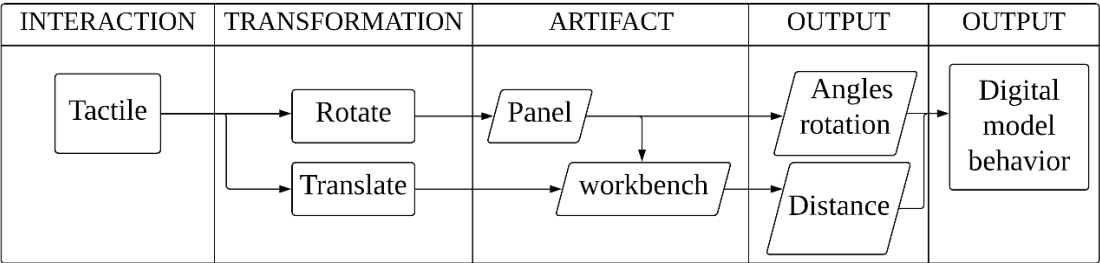 INTERACTION
TRANSFORMATION
ARTIFACT
OUTPUT
OUTPUT
Tactile
Rotate
Translate
Panel
workbench
Angles
rotation
Distance
Digital
model
behavior